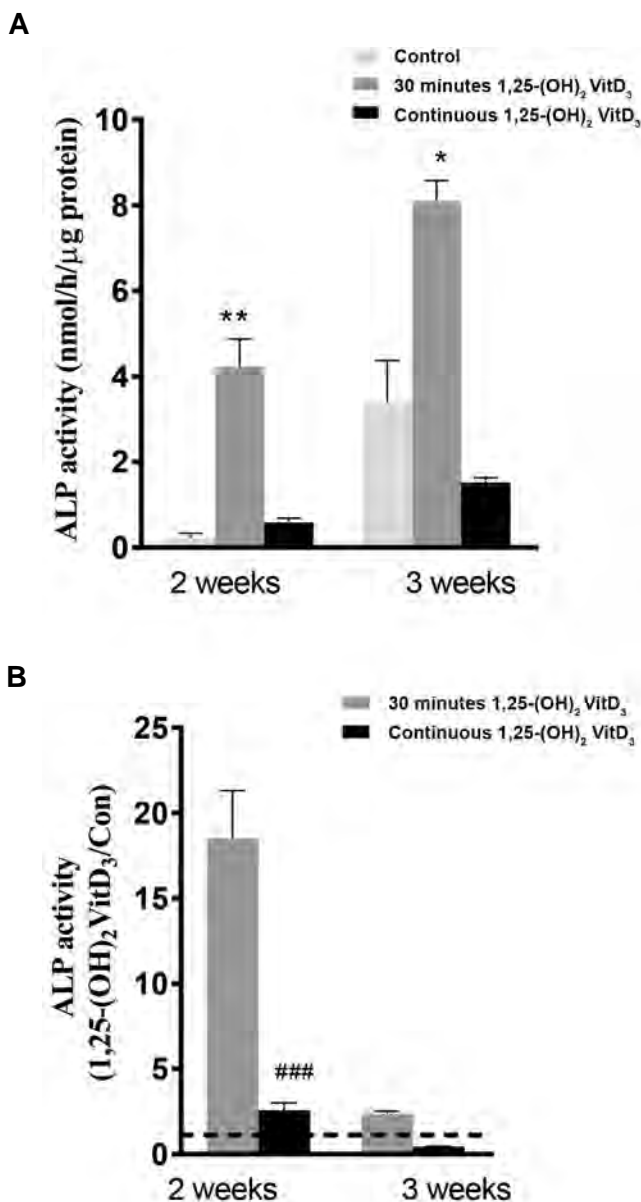 A
Control
30 minutes 1,25-(OH)₂ VitD₃
Continuous 1,25-(OH)₂ VitD₃
ALP activity (nmol/h/µg protein)
10
8
6
4
2
0
**
*
2 weeks 3 weeks
B
30 minutes 1,25-(OH)₂ VitD₃
Continuous 1,25-(OH)₂ VitD₃
ALP activity
(1,25-(OH)₂VitD₃/Con)
25
20
15
10
5
0
###
2 weeks 3 weeks